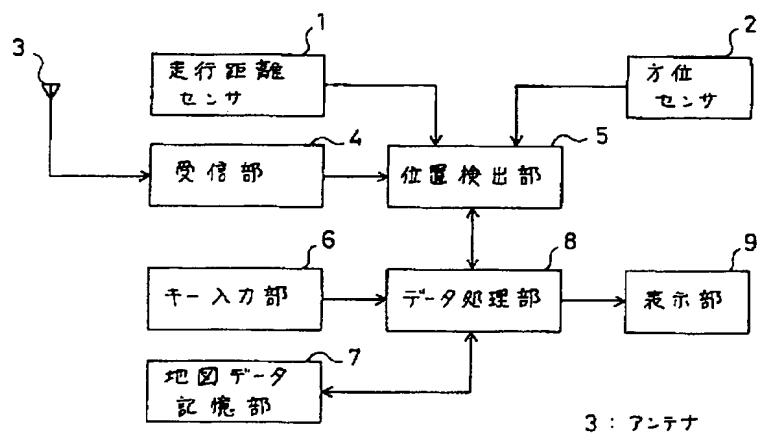 1
2
3
走行距離
センサ
方位
センサ
4
5
受信部
位置検出部
6
8
9
キー入力部
データ処理部
表示部
7
地図データ
記憶部
3:アンテナ